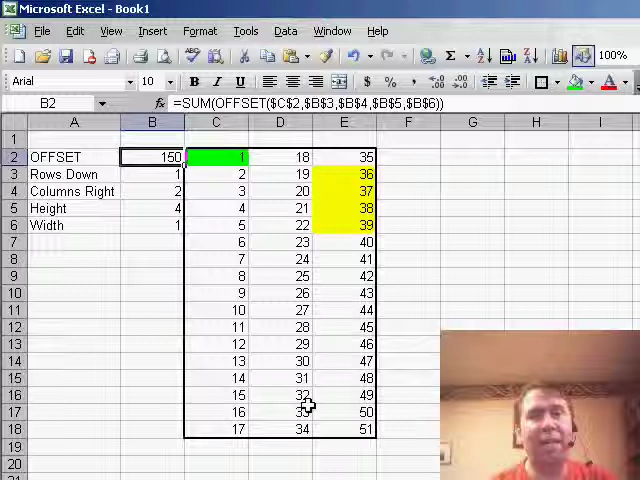 Microsoft Excel - Book1
File Edit View Insert Format Tools Data Window Help
100%
Arial 10 B I U $ %
B2 fx =SUM(OFFSET($C$2,$B$3,$B$4,$B$5,$B$6))
A B C D E F G H I
1
2 OFFSET 150 1 18 35
3 Rows Down 1 2 19 36
4 Columns Right 2 3 20 37
5 Height 4 4 21 38
6 Width 1 5 22 39
7 6 23 40
8 7 24 41
9 8 25 42
10 9 26 43
11 10 27 44
12 11 28 45
13 12 29 46
14 13 30 47
15 14 31 48
16 15 32 49
17 16 33 50
18 17 34 51
19
20